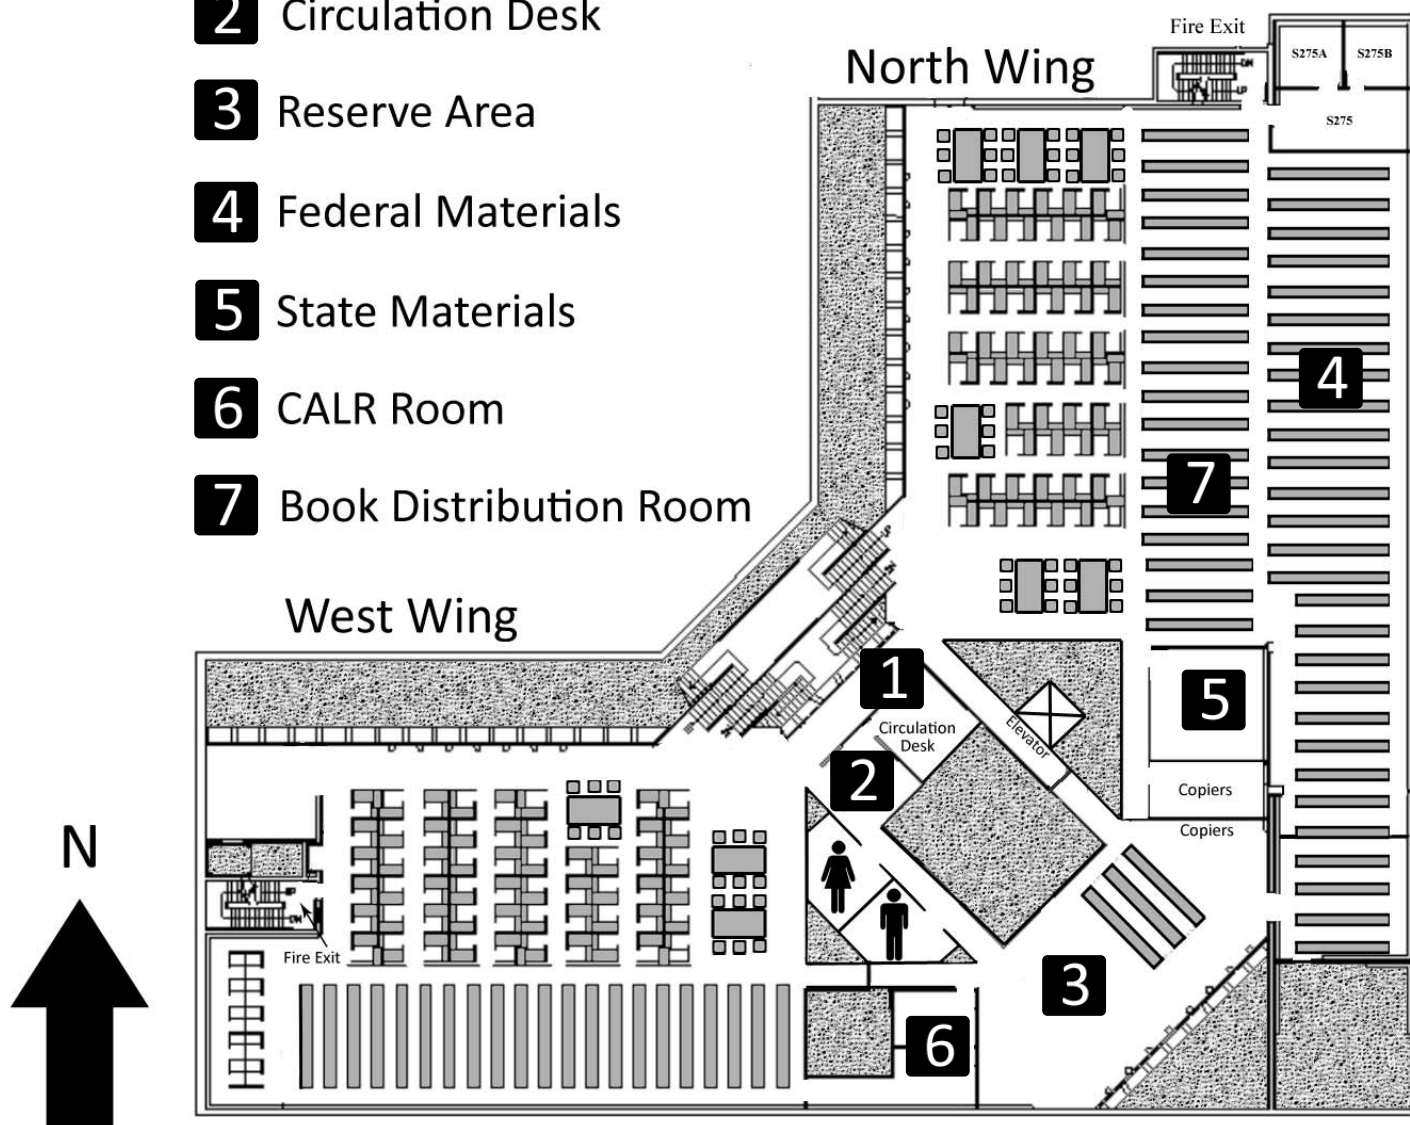 2 Circulation Desk
3 Reserve Area
4 Federal Materials
5 State Materials
6 CALR Room
7 Book Distribution Room
North Wing
Fire Exit
S275A
S275B
S275
DN
UP
4
7
West Wing
1
5
Circulation
Desk
Elevator
2
Copiers
Copiers
N
Fire Exit
3
6